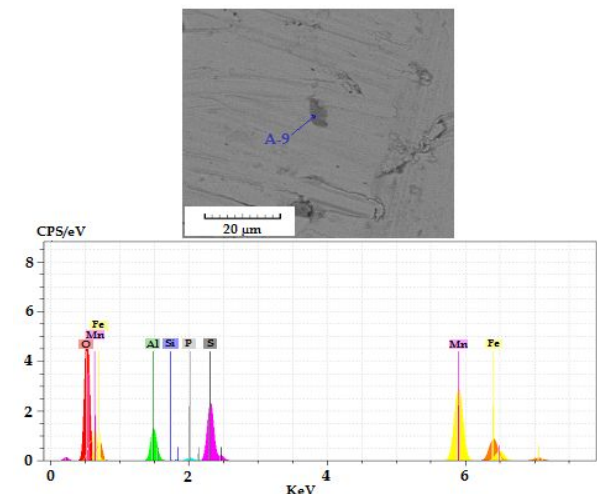 A-9
20 µm
CPS/eV
8
6
4
2
0
Fe
Mn
O
Al Si P S
Mn Fe
0 2 4 6
KeV